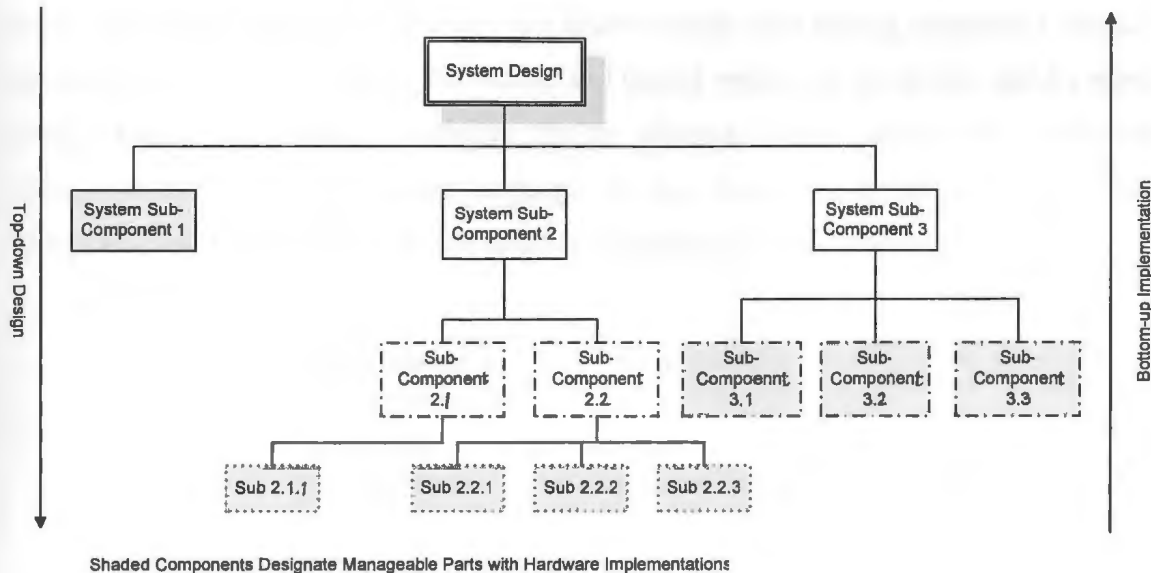 System Design
Top-down Design
System Sub-
Component 1
System Sub-
Component 2
System Sub-
Component 3
Bottom-up Implementation
Sub-
Component
2.1
Sub-
Component
2.2
Sub-
Compoennt
3.1
Sub-
Component
3.2
Sub-
Component
3.3
Sub 2.1.1
Sub 2.2.1
Sub 2.2.2
Sub 2.2.3
Shaded Components Designate Manageable Parts with Hardware Implementations